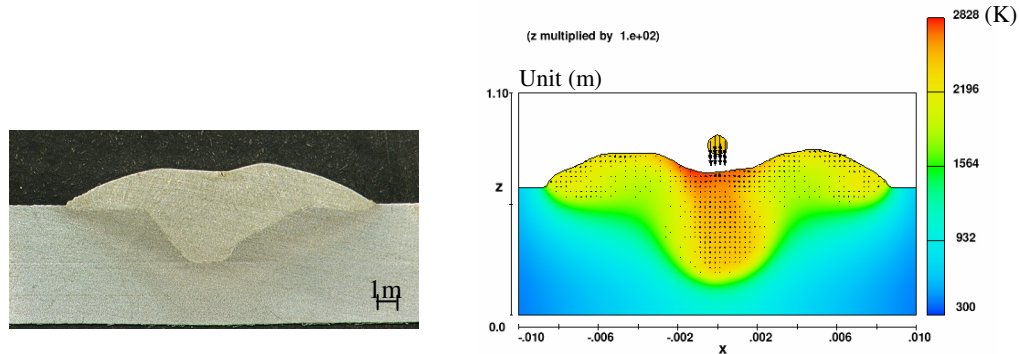 1m
(z multiplied by 1.e+02)
Unit (m)
1.10
z
0.0
-.010 -.006 -.002 .002 .006 .010
x
2828 (K)
2196
1564
932
300